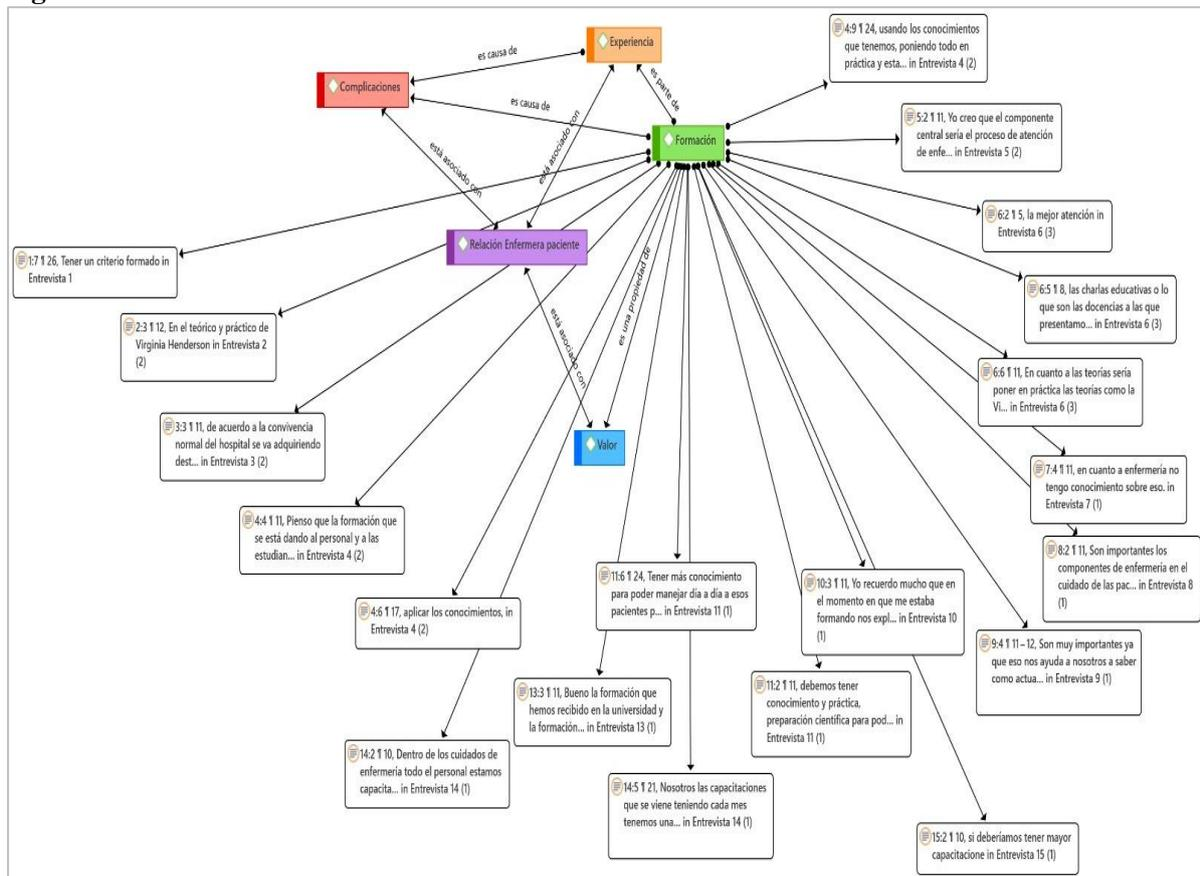 Experiencia
es causa de
Complicaciones
es causa de
es parte de
Formación
está asociado con
está asociado con
Relación Enfermera paciente
está asociado con
es una propiedad de
Valor
4:9 ¶ 24, usando los conocimientos
que tenemos, poniendo todo en
práctica y esta... in Entrevista 4 (2)
5:2 ¶ 11, Yo creo que el componente
central sería el proceso de atención
de enfe... in Entrevista 5 (2)
6:2 ¶ 5, la mejor atención in
Entrevista 6 (3)
6:5 ¶ 8, las charlas educativas o lo
que son las docencias a las que
presentamo... in Entrevista 6 (3)
6:6 ¶ 11, En cuanto a las teorías sería
poner en práctica las teorías como la
Vi... in Entrevista 6 (3)
7:4 ¶ 11, en cuanto a enfermería no
tengo conocimiento sobre eso. in
Entrevista 7 (1)
8:2 ¶ 11, Son importantes los
componentes de enfermería en el
cuidado de las pac... in Entrevista 8
(1)
9:4 ¶ 11 – 12, Son muy importantes ya
que eso nos ayuda a nosotros a saber
como actua... in Entrevista 9 (1)
1:7 ¶ 26, Tener un criterio formado in
Entrevista 1
2:3 ¶ 12, En el teórico y práctico de
Virginia Henderson in Entrevista 2
(2)
3:3 ¶ 11, de acuerdo a la convivencia
normal del hospital se va adquiriendo
dest... in Entrevista 3 (2)
4:4 ¶ 11, Pienso que la formación que
se está dando al personal y a las
estudian... in Entrevista 4 (2)
4:6 ¶ 17, aplicar los conocimientos, in
Entrevista 4 (2)
11:6 ¶ 24, Tener más conocimiento
para poder manejar día a día a esos
pacientes p... in Entrevista 11 (1)
10:3 ¶ 11, Yo recuerdo mucho que en
el momento en que me estaba
formando nos expl... in Entrevista 10
(1)
13:3 ¶ 11, Bueno la formación que
hemos recibido en la universidad y
la formación... in Entrevista 13 (1)
11:2 ¶ 11, debemos tener
conocimiento y práctica,
preparación científica para pod... in
Entrevista 11 (1)
14:2 ¶ 10, Dentro de los cuidados de
enfermería todo el personal estamos
capacita... in Entrevista 14 (1)
14:5 ¶ 21, Nosotros las capacitaciones
que se viene teniendo cada mes
tenemos una... in Entrevista 14 (1)
15:2 ¶ 10, si deberíamos tener mayor
capacitacione in Entrevista 15 (1)